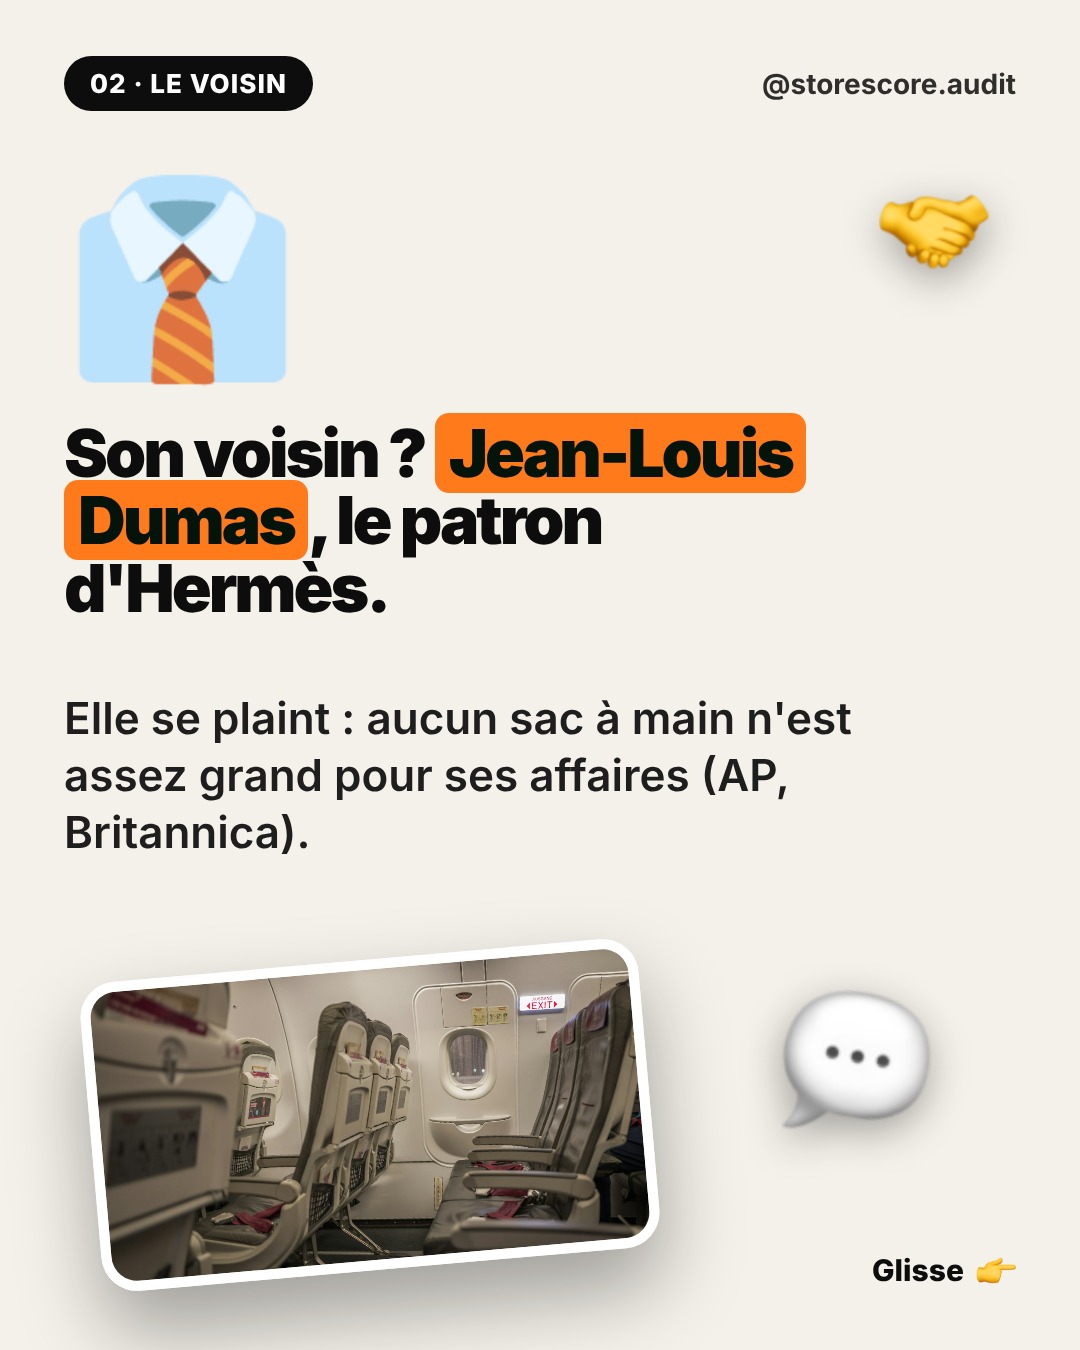 02 · LE VOISIN
@storescore.audit
Son voisin ? Jean-Louis
Dumas, le patron
d'Hermès.
Elle se plaint : aucun sac à main n'est
assez grand pour ses affaires (AP,
Britannica).
EXIT
Glisse